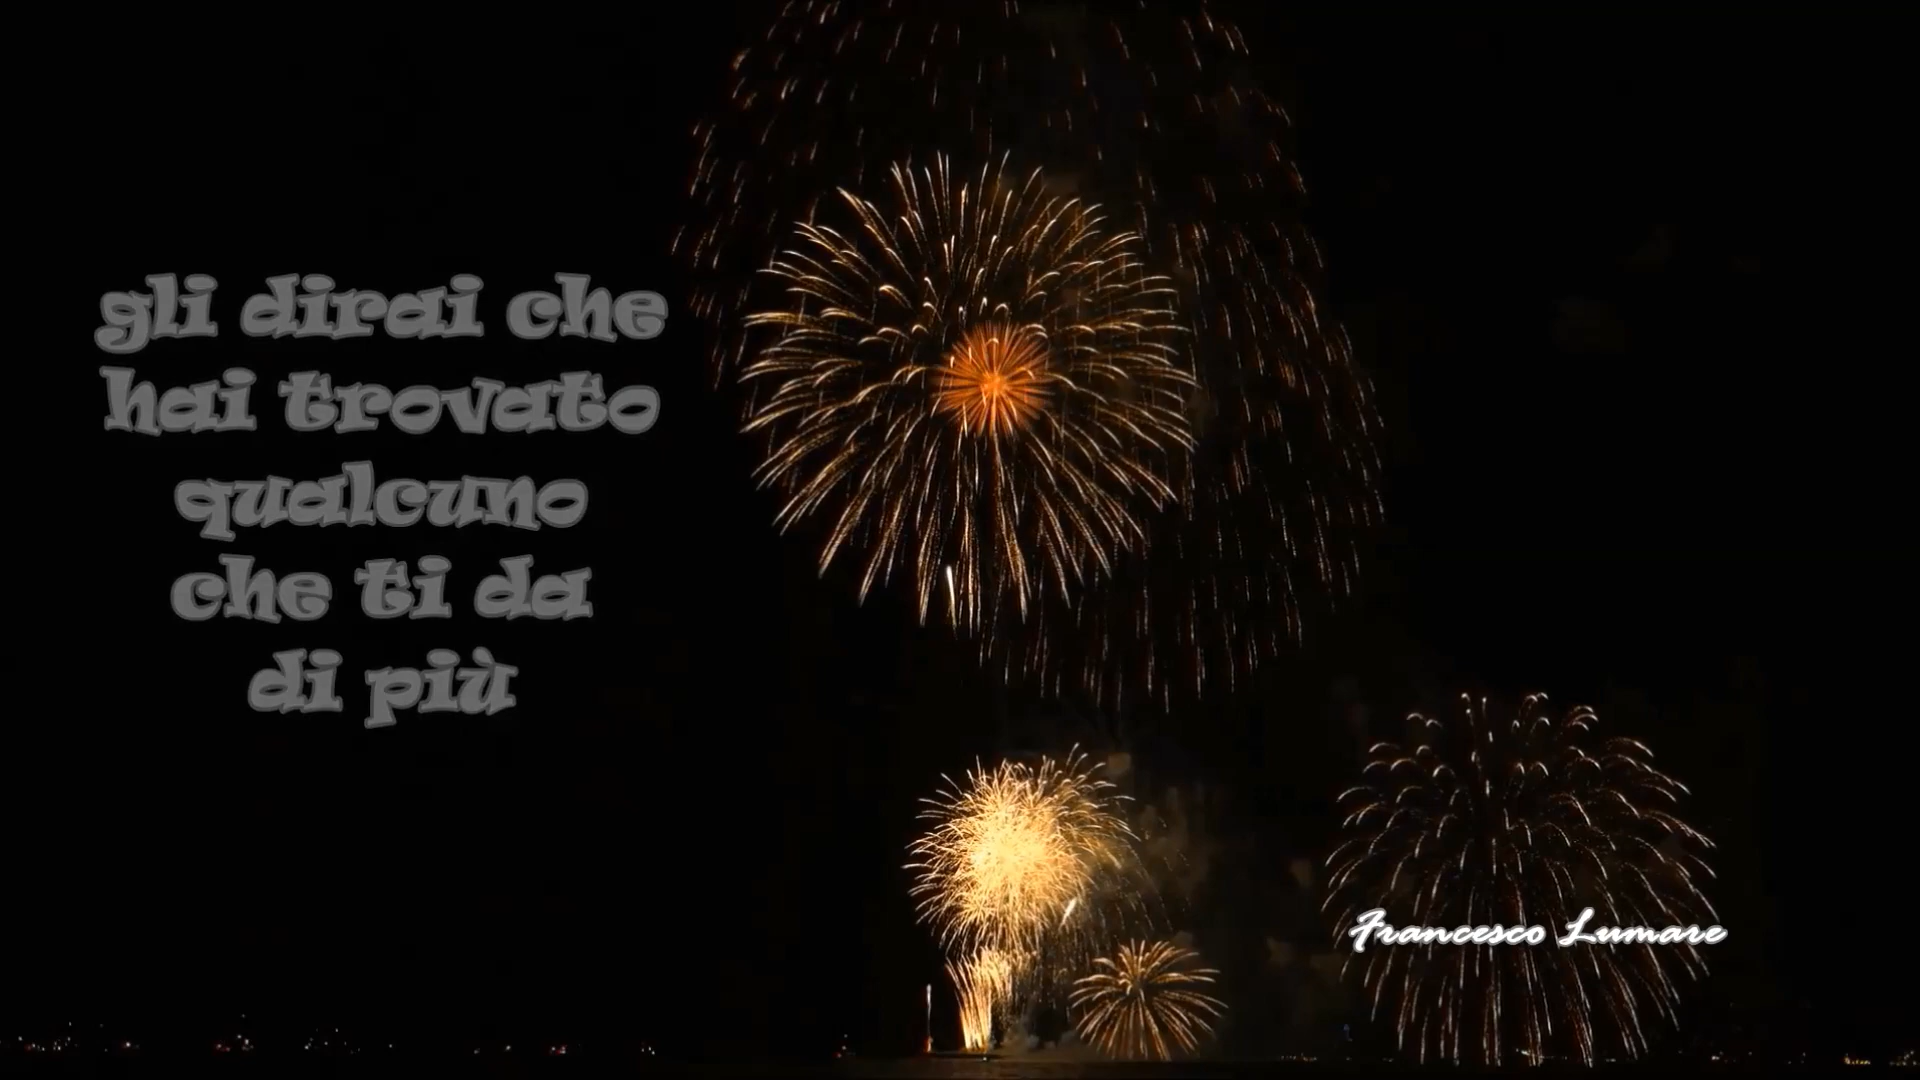 gli dirai che
hai trovato
qualcuno
che ti da
di più
Francesco Lumare